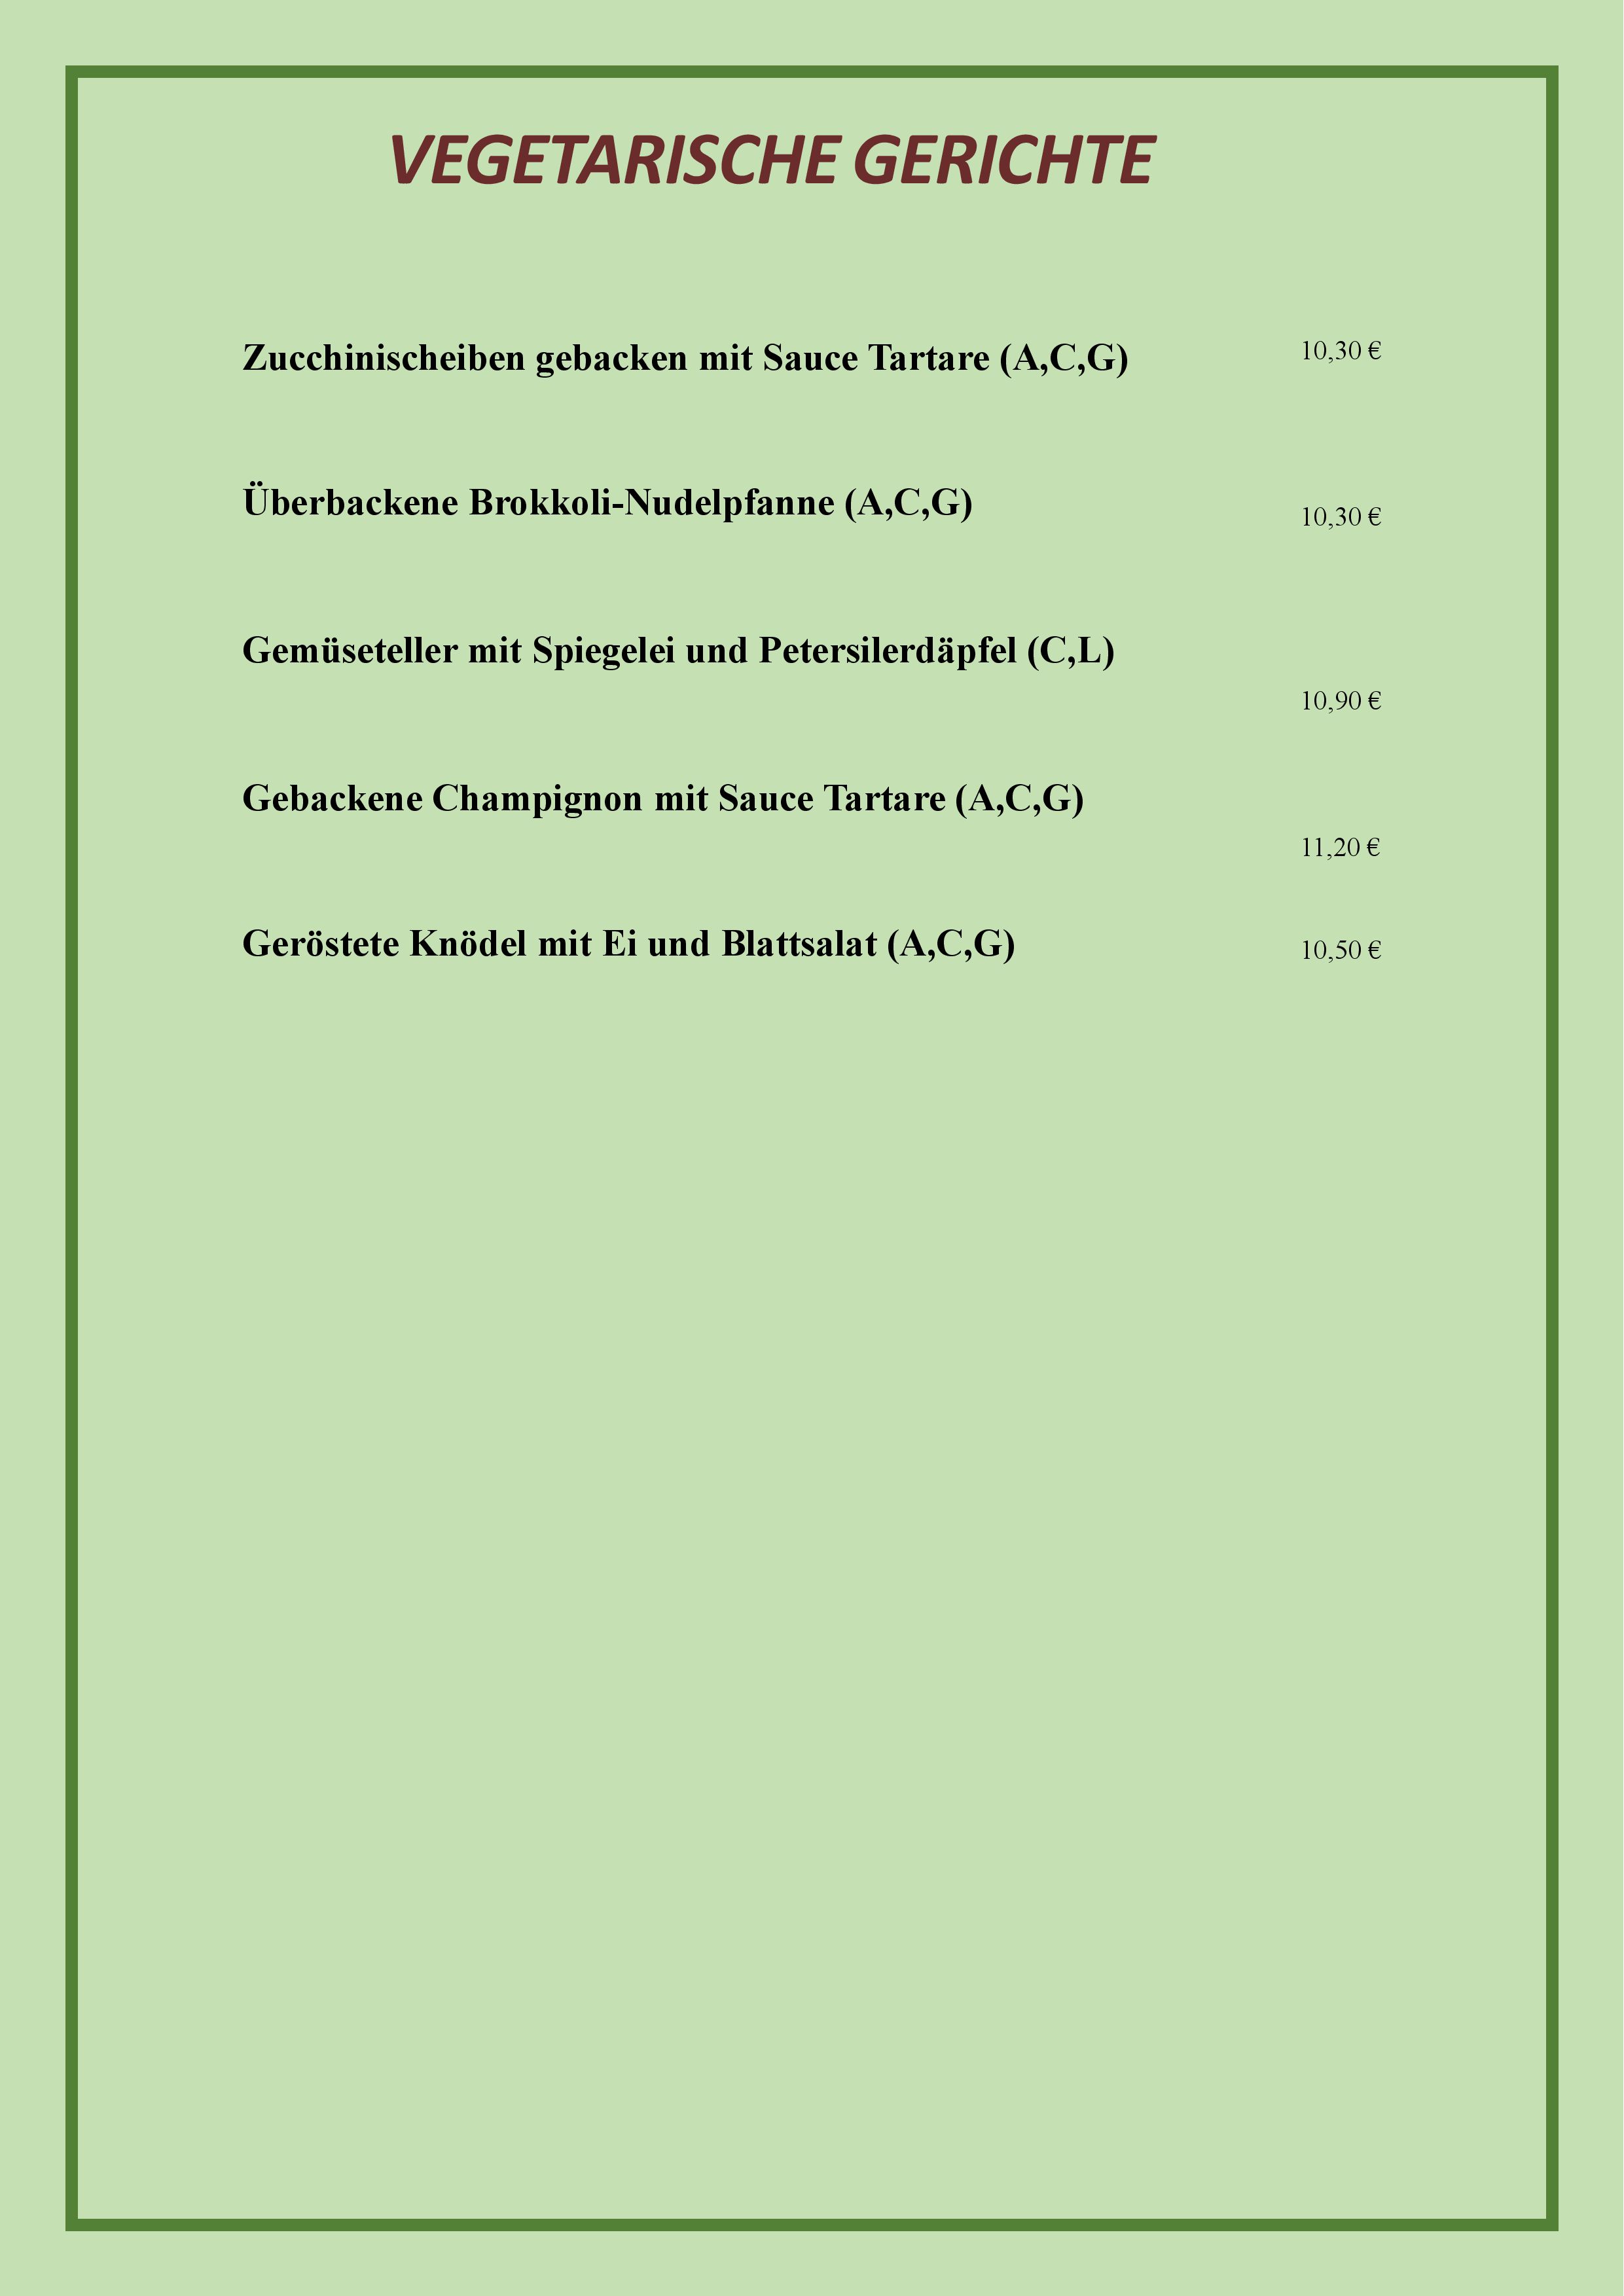 VEGETARISCHE GERICHTE
Zucchinischeiben gebacken mit Sauce Tartare (A,C,G) 10,30 €
Überbackene Brokkoli-Nudelpfanne (A,C,G) 10,30 €
Gemüseteller mit Spiegelei und Petersilerdäpfel (C,L)
10,90 €
Gebackene Champignon mit Sauce Tartare (A,C,G)
11,20 €
Geröstete Knödel mit Ei und Blattsalat (A,C,G) 10,50 €